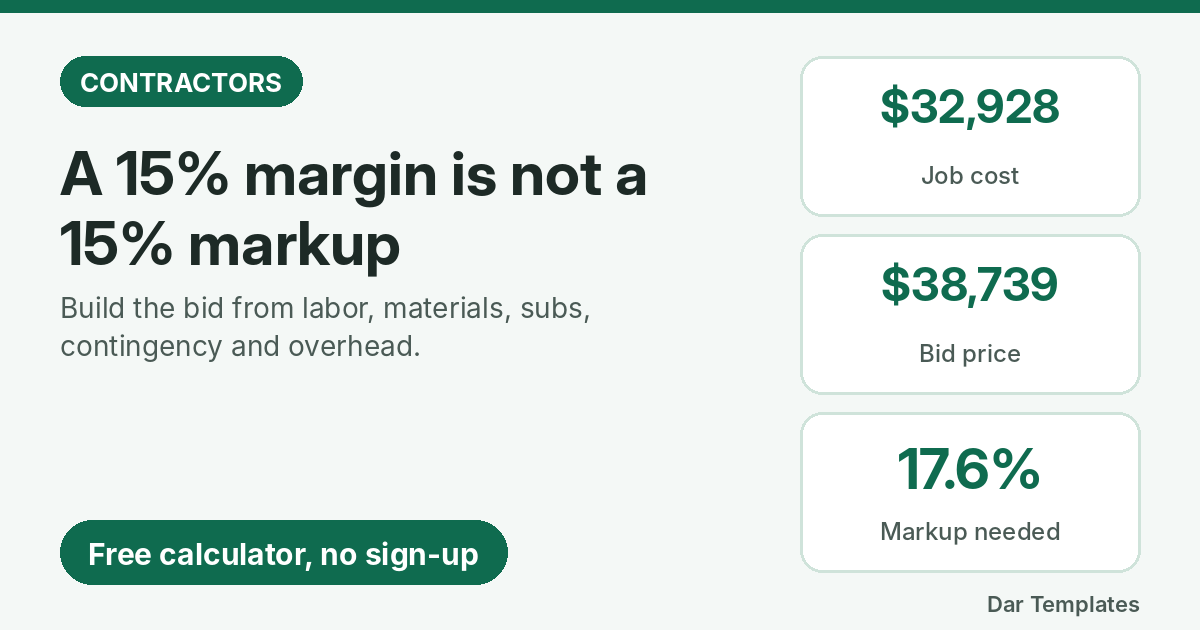 CONTRACTORS
A 15% margin is not a
15% markup
Build the bid from labor, materials, subs,
contingency and overhead.
Free calculator, no sign-up
$32,928
Job cost
$38,739
Bid price
17.6%
Markup needed
Dar Templates